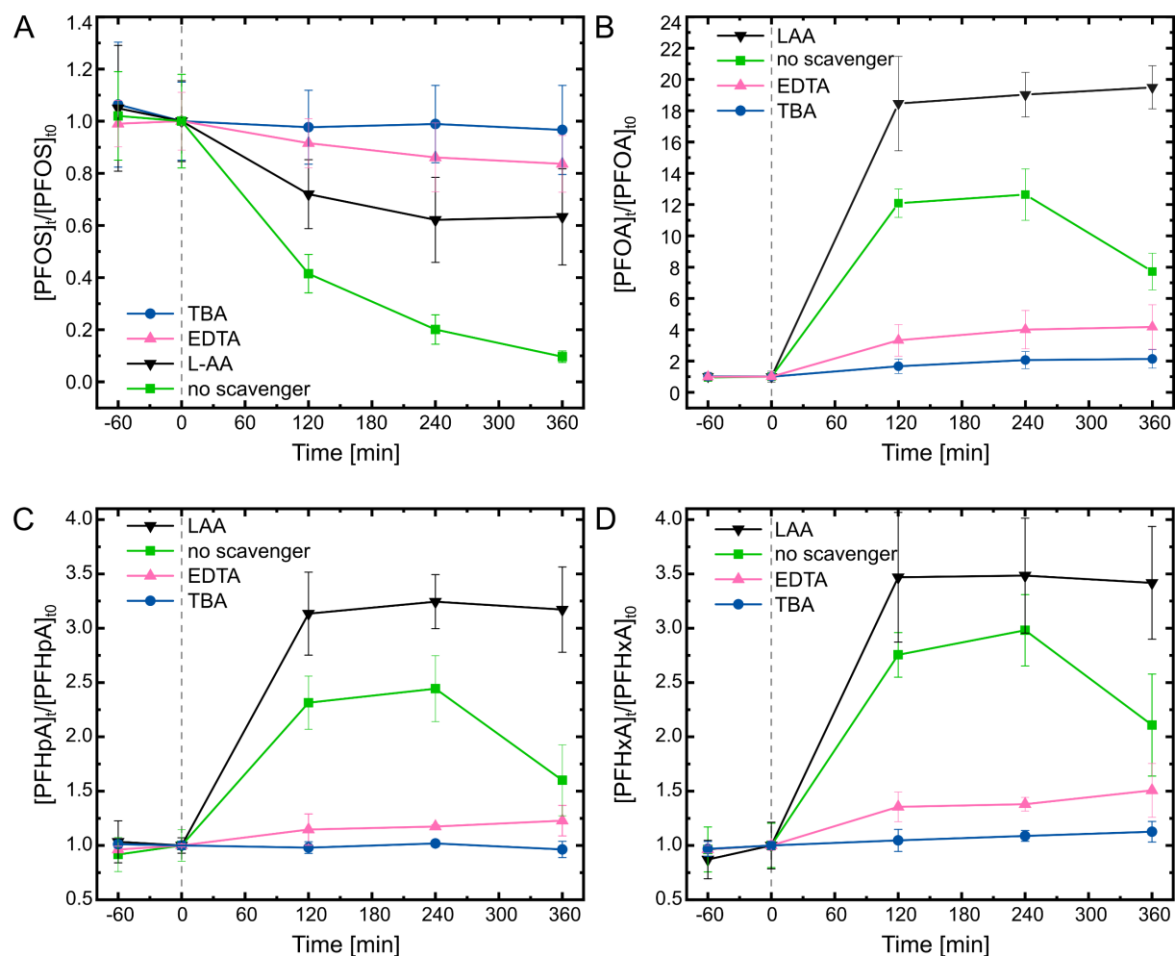 A
[PFOS]t/[PFOS]t0
1.4
1.2
1.0
0.8
0.6
0.4
0.2
0.0
TBA
EDTA
L-AA
no scavenger
-60 0 60 120 180 240 300 360
Time [min]
B
[PFOA]t/[PFOA]t0
24
22
20
18
16
14
12
10
8
6
4
2
0
LAA
no scavenger
EDTA
TBA
-60 0 60 120 180 240 300 360
Time [min]
C
[PFHpA]t/[PFHpA]t0
4.0
3.5
3.0
2.5
2.0
1.5
1.0
0.5
LAA
no scavenger
EDTA
TBA
-60 0 60 120 180 240 300 360
Time [min]
D
[PFHxA]t/[PFHxA]t0
4.0
3.5
3.0
2.5
2.0
1.5
1.0
0.5
LAA
no scavenger
EDTA
TBA
-60 0 60 120 180 240 300 360
Time [min]